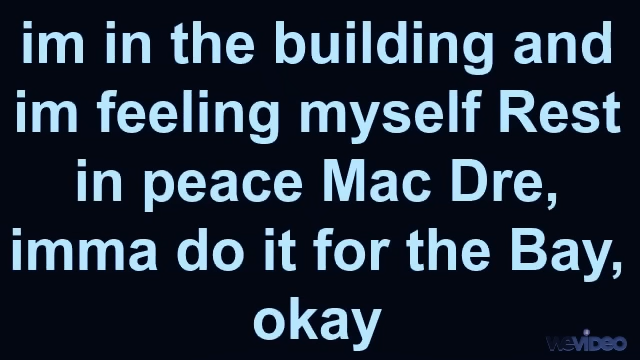 im in the building and
im feeling myself Rest
in peace Mac Dre,
imma do it for the Bay,
okay
WEVIDEO